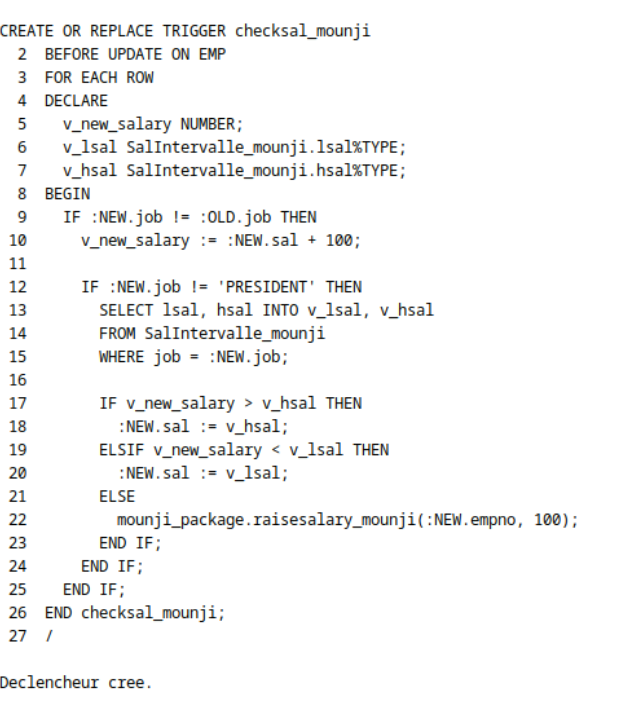 CREATE OR REPLACE TRIGGER checksal_mounji
  2  BEFORE UPDATE ON EMP
  3  FOR EACH ROW
  4  DECLARE
  5    v_new_salary NUMBER;
  6    v_lsal SalIntervalle_mounji.lsal%TYPE;
  7    v_hsal SalIntervalle_mounji.hsal%TYPE;
  8  BEGIN
  9    IF :NEW.job != :OLD.job THEN
 10      v_new_salary := :NEW.sal + 100;
 11
 12      IF :NEW.job != 'PRESIDENT' THEN
 13        SELECT lsal, hsal INTO v_lsal, v_hsal
 14        FROM SalIntervalle_mounji
 15        WHERE job = :NEW.job;
 16
 17        IF v_new_salary > v_hsal THEN
 18          :NEW.sal := v_hsal;
 19        ELSIF v_new_salary < v_lsal THEN
 20          :NEW.sal := v_lsal;
 21        ELSE
 22          mounji_package.raisesalary_mounji(:NEW.empno, 100);
 23        END IF;
 24      END IF;
 25    END IF;
 26  END checksal_mounji;
 27  /
Declencheur cree.